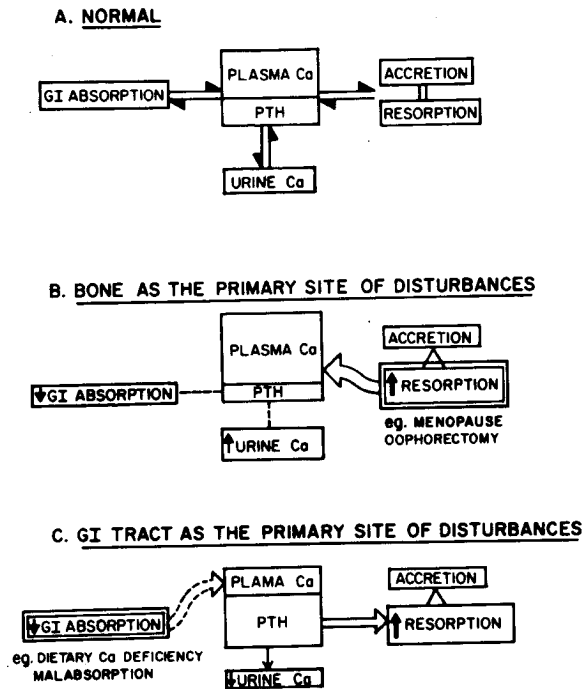 A. NORMAL
PLASMA Ca
ACCRETION
GI ABSORPTION
PTH
RESORPTION
URINE Ca
B. BONE AS THE PRIMARY SITE OF DISTURBANCES
PLASMA Ca
ACCRETION
↓GI ABSORPTION
PTH
↑RESORPTION
↑URINE Ca
eg. MENOPAUSE
OOPHORECTOMY
C. GI TRACT AS THE PRIMARY SITE OF DISTURBANCES
PLAMA Ca
ACCRETION
↓GI ABSORPTION
PTH
↑RESORPTION
eg. DIETARY Ca DEFICIENCY
MALABSORPTION
↓URINE Ca